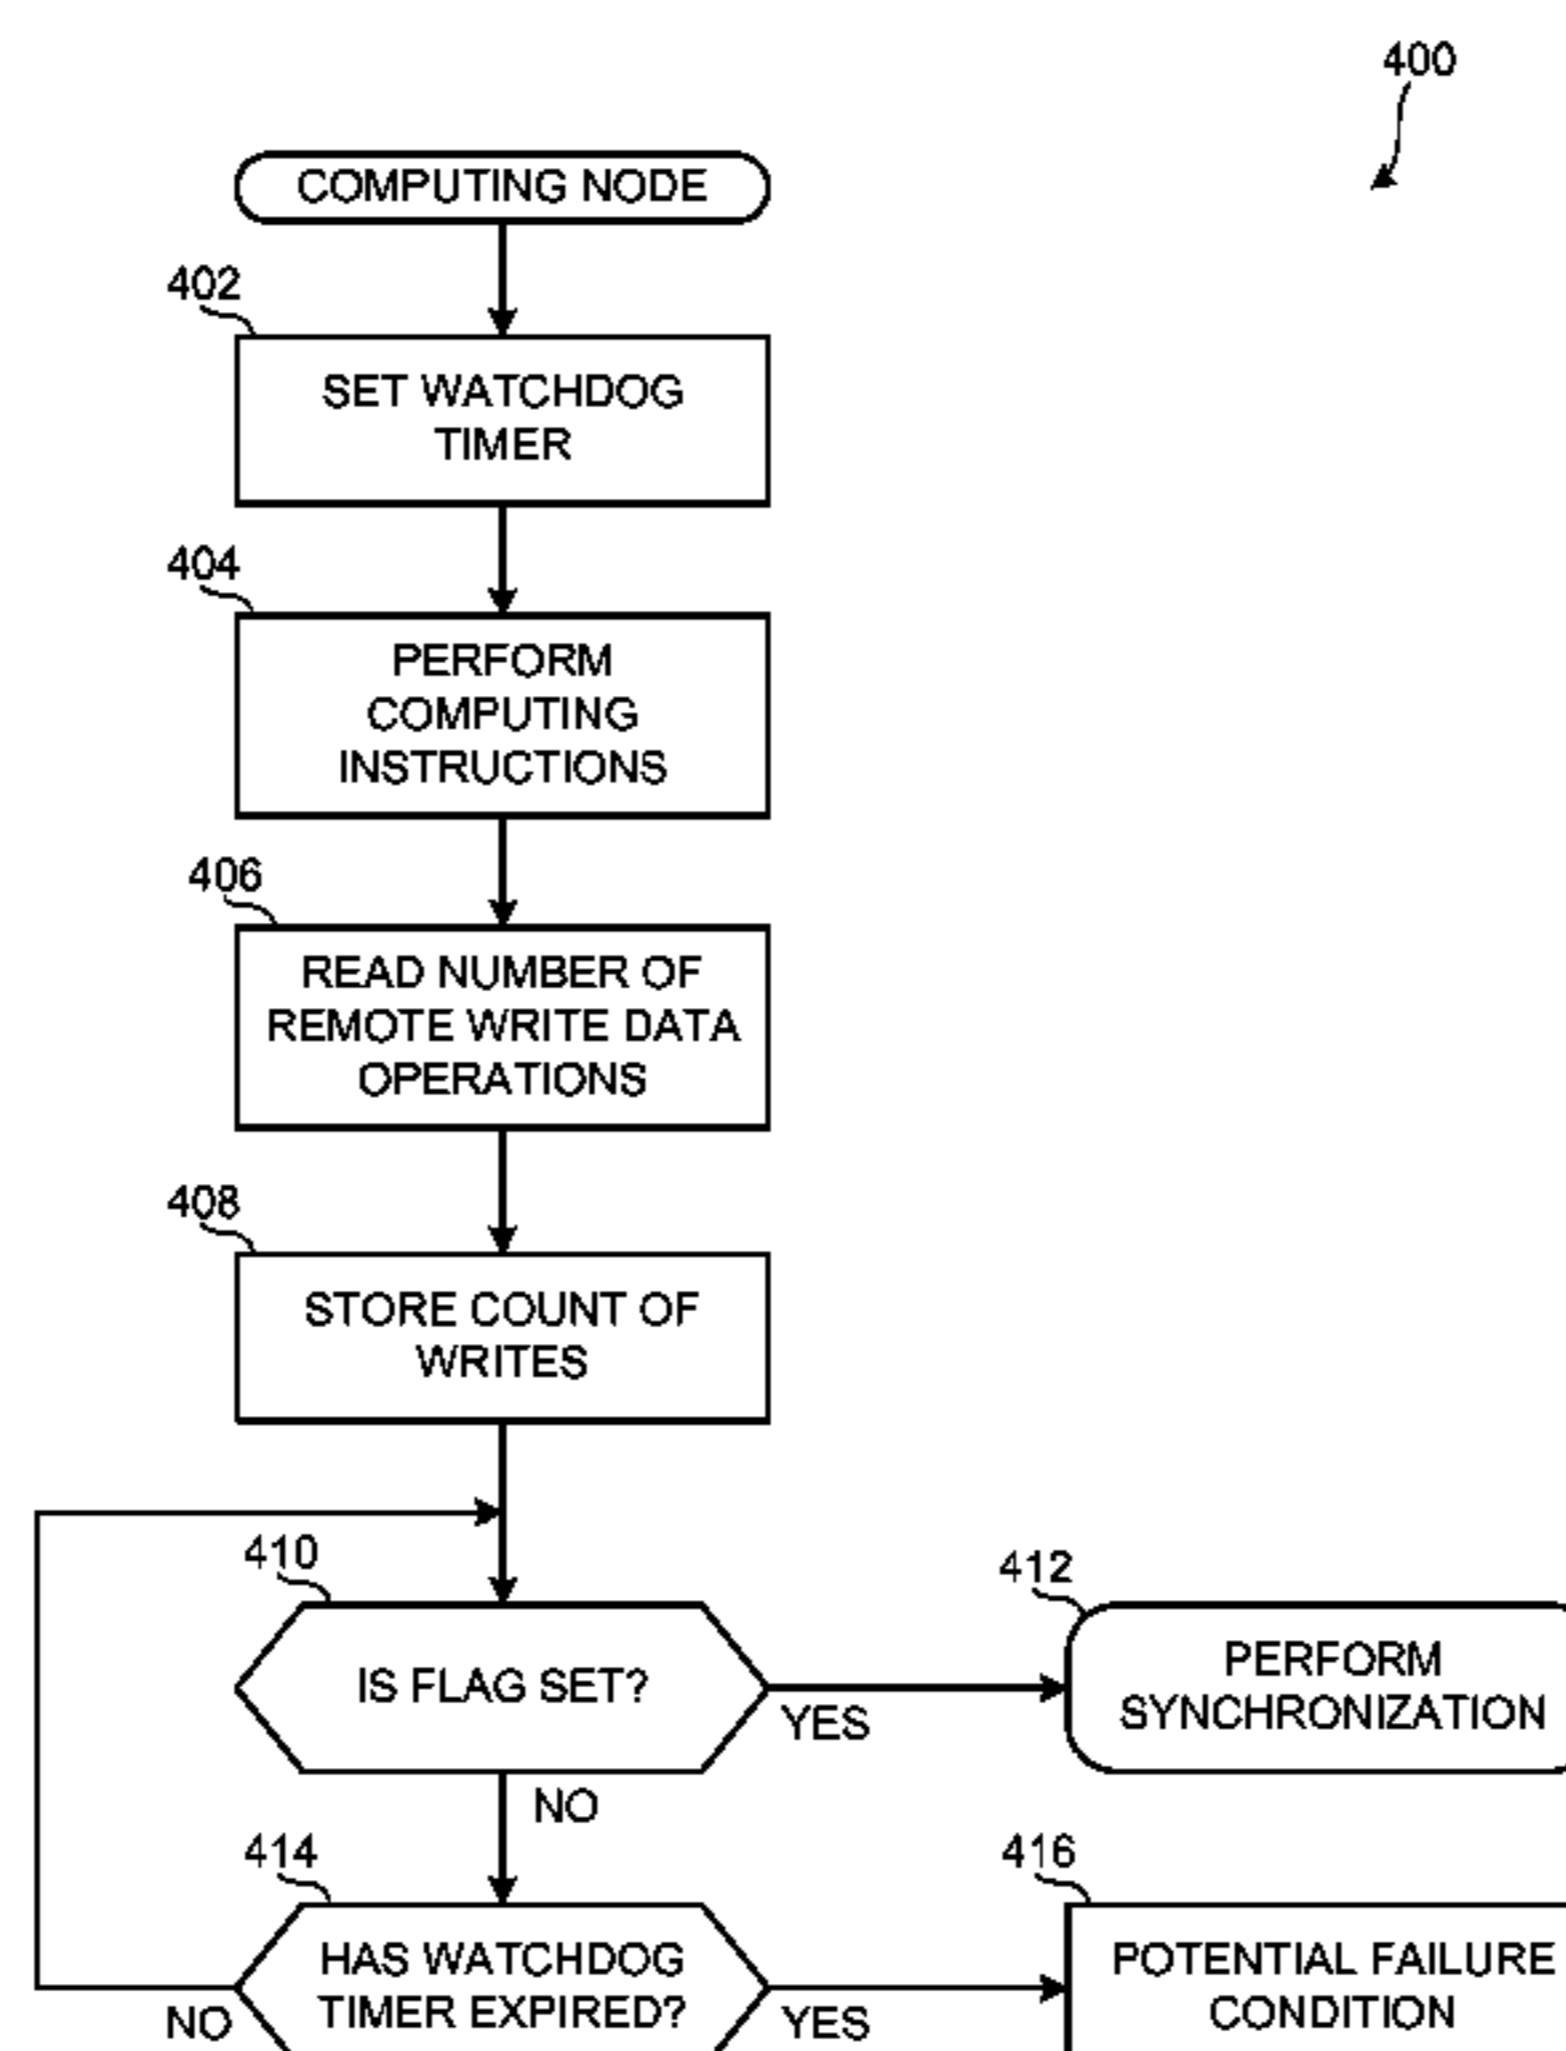 400
COMPUTING NODE
402
SET WATCHDOG
TIMER
404
PERFORM
COMPUTING
INSTRUCTIONS
406
READ NUMBER OF
REMOTE WRITE DATA
OPERATIONS
408
STORE COUNT OF
WRITES
410
IS FLAG SET?
YES
NO
412
PERFORM
SYNCHRONIZATION
414
HAS WATCHDOG
TIMER EXPIRED?
NO
YES
416
POTENTIAL FAILURE
CONDITION